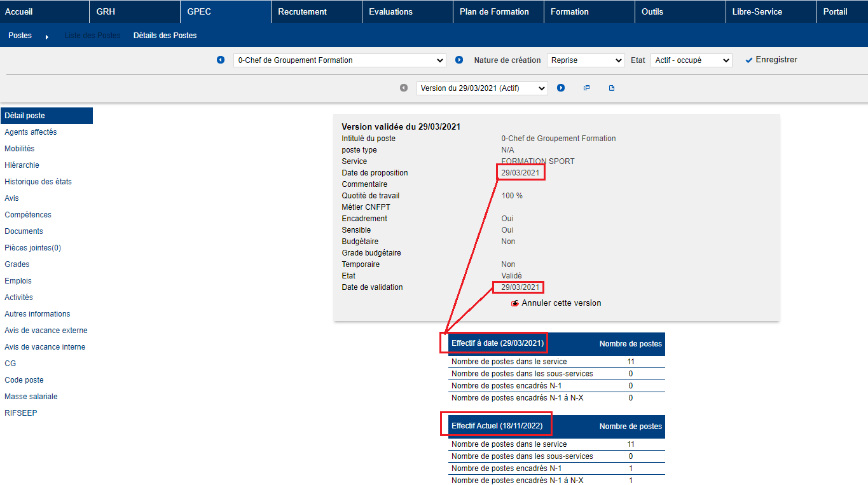 Accueil GRH GPEC Recrutement Evaluations Plan de Formation Formation Outils Libre-Service Portail
Postes Liste des Postes Détails des Postes
0-Chef de Groupement Formation Nature de création Reprise Etat Actif - occupé Enregistrer
Version du 29/03/2021 (Actif)
Détail poste
Agents affectés
Mobilités
Hiérarchie
Historique des états
Avis
Compétences
Documents
Pièces jointes(0)
Grades
Emplois
Activités
Autres informations
Avis de vacance externe
Avis de vacance interne
CG
Code poste
Masse salariale
RIFSEEP
Version validée du 29/03/2021
Intitulé du poste 0-Chef de Groupement Formation
poste type N/A
Service FORMATION SPORT
Date de proposition 29/03/2021
Commentaire
Quotité de travail 100 %
Métier CNFPT
Encadrement Oui
Sensible Oui
Budgétaire Non
Grade budgétaire
Temporaire Non
Etat Validé
Date de validation 29/03/2021
Annuler cette version
Effectif à date (29/03/2021) Nombre de postes
Nombre de postes dans le service 11
Nombre de postes dans les sous-services 0
Nombre de postes encadrés N-1 0
Nombre de postes encadrés N-1 à N-X 0
Effectif Actuel (18/11/2022) Nombre de postes
Nombre de postes dans le service 11
Nombre de postes dans les sous-services 0
Nombre de postes encadrés N-1 1
Nombre de postes encadrés N-1 à N-X 1